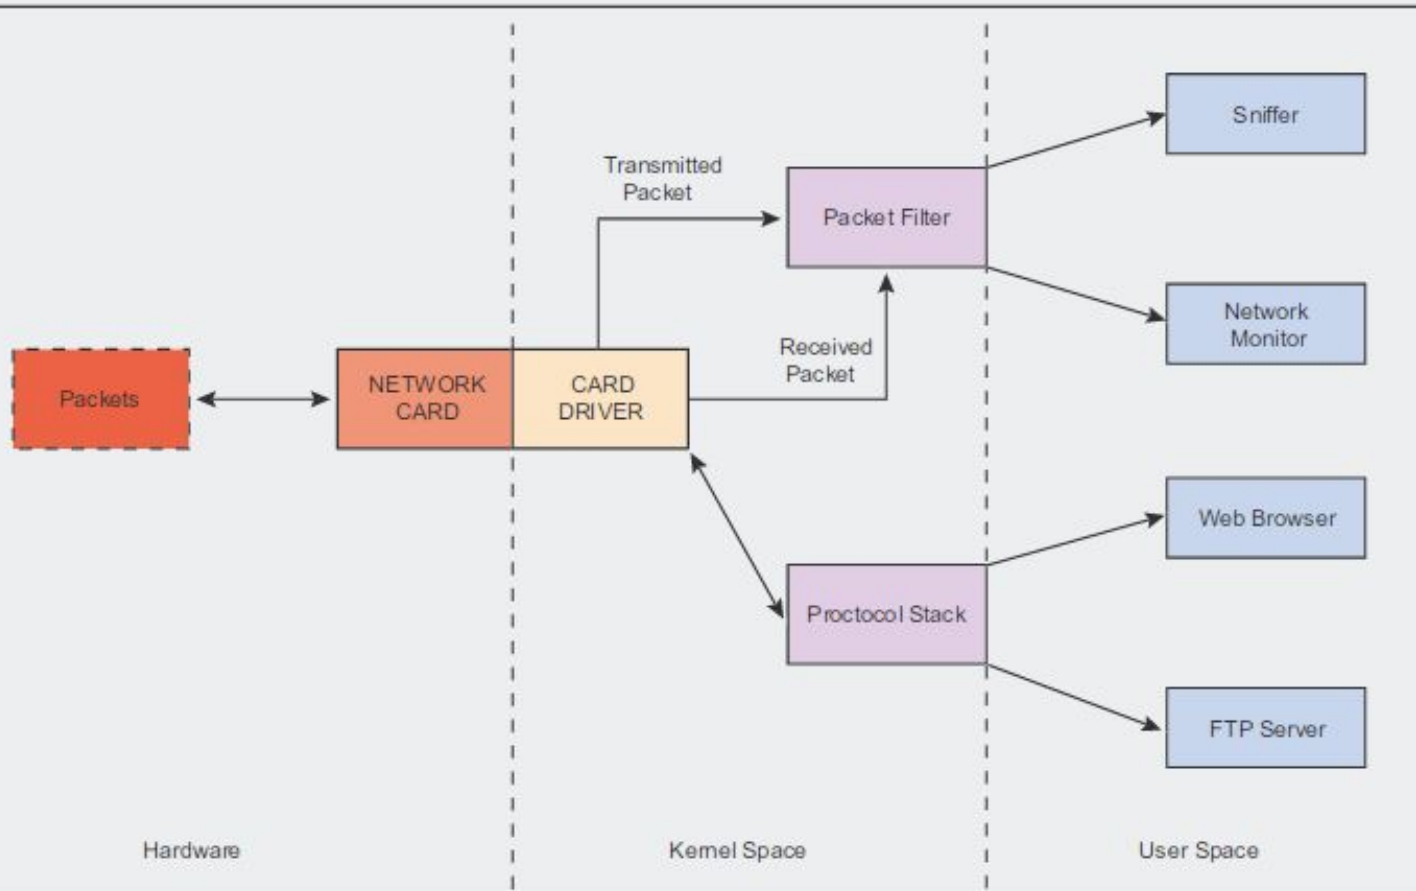 Sniffer
Transmitted
Packet
Packet Filter
Network
Monitor
Received
Packet
Packets
NETWORK
CARD
CARD
DRIVER
Web Browser
Proctocol Stack
FTP Server
Hardware
Kernel Space
User Space